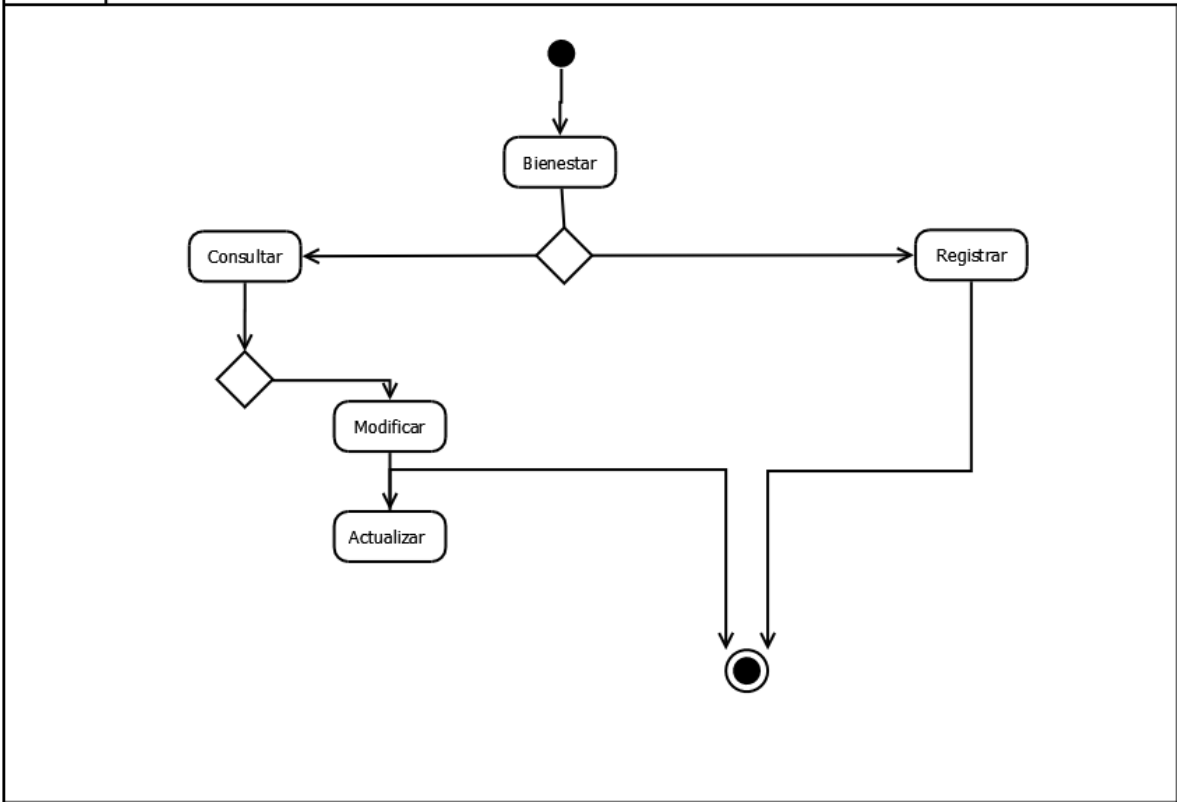 Bienestar
Consultar
Registrar
Modificar
Actualizar